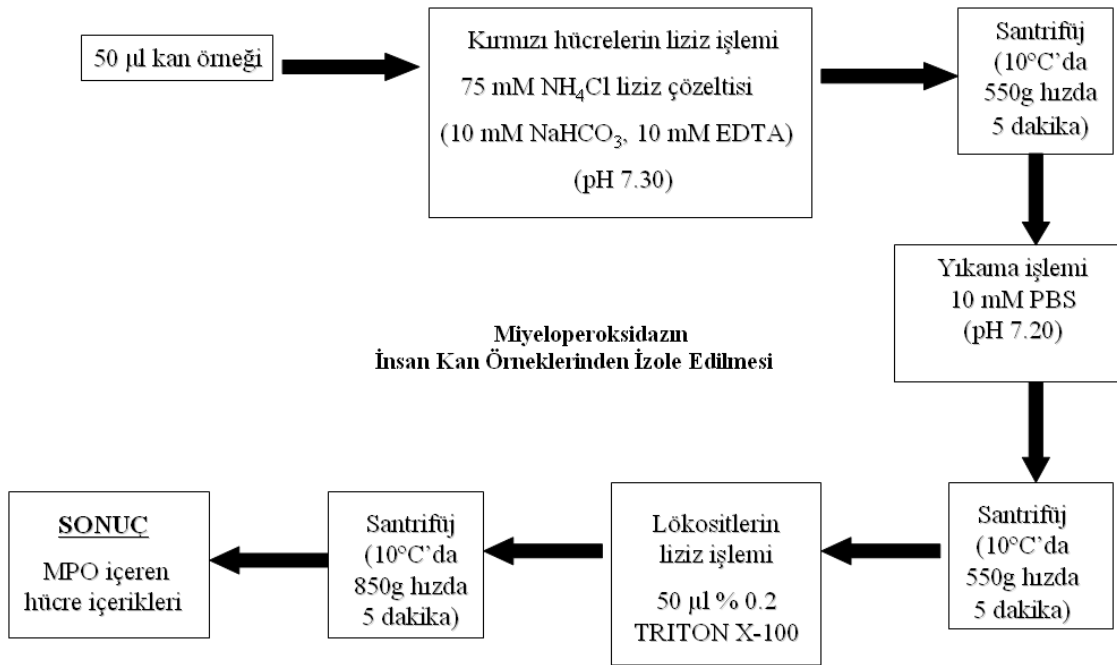 50 µl kan örneği
Kırmızı hücrelerin liziz işlemi
75 mM NH₄Cl liziz çözeltisi
(10 mM NaHCO₃, 10 mM EDTA)
(pH 7.30)
Santrifüj
(10°C’da
550g hızda
5 dakika)
Yıkama işlemi
10 mM PBS
(pH 7.20)
Miyeloperoksidazın
İnsan Kan Örneklerinden İzole Edilmesi
Santrifüj
(10°C’da
550g hızda
5 dakika)
Lökositlerin
liziz işlemi
50 µl % 0.2
TRITON X-100
Santrifüj
(10°C’da
850g hızda
5 dakika)
SONUÇ
MPO içeren
hücre içerikleri